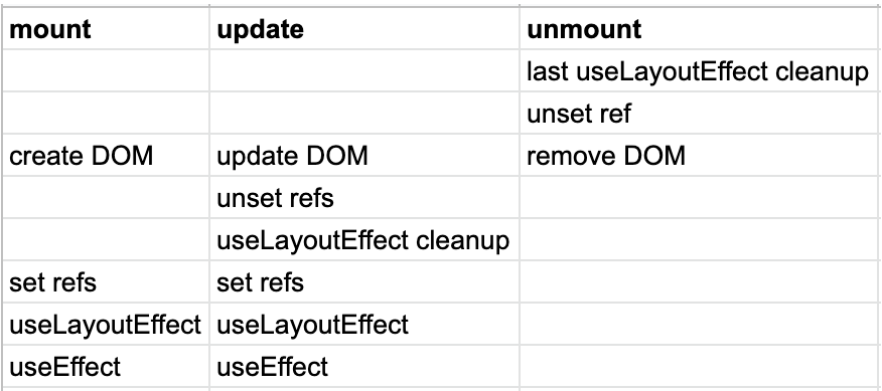 mount update unmount
last useLayoutEffect cleanup
unset ref
create DOM update DOM remove DOM
unset refs
useLayoutEffect cleanup
set refs set refs
useLayoutEffect useLayoutEffect
useEffect useEffect